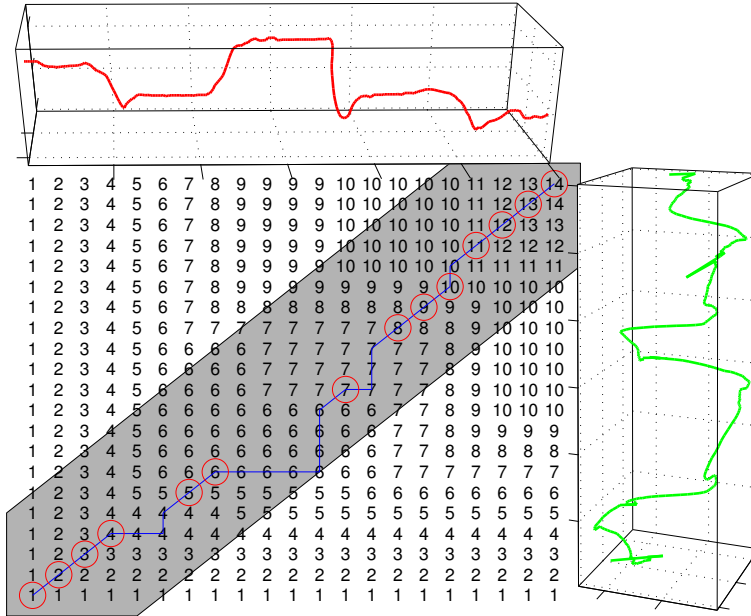 1 2 3 4 5 6 7 8 9 9 9 9 10 10 10 10 10 11 12 13 14
1 2 3 4 5 6 7 8 9 9 9 9 10 10 10 10 10 11 12 13 14
1 2 3 4 5 6 7 8 9 9 9 9 10 10 10 10 10 11 12 13 13
1 2 3 4 5 6 7 8 9 9 9 9 10 10 10 10 10 11 12 12 12
1 2 3 4 5 6 7 8 9 9 9 9 10 10 10 10 10 11 11 11 11
1 2 3 4 5 6 7 8 9 9 9 9 9 9 9 9 10 10 10 10 10
1 2 3 4 5 6 7 8 8 8 8 8 8 8 8 9 9 9 10 10 10
1 2 3 4 5 6 7 7 7 7 7 7 7 7 8 8 8 9 10 10 10
1 2 3 4 5 6 6 6 6 7 7 7 7 7 7 7 8 9 10 10 10
1 2 3 4 5 6 6 6 6 7 7 7 7 7 7 7 8 9 10 10 10
1 2 3 4 5 6 6 6 6 7 7 7 7 7 7 7 8 9 10 10 10
1 2 3 4 5 6 6 6 6 6 6 6 6 6 7 7 8 9 10 10 10
1 2 3 4 5 6 6 6 6 6 6 6 6 6 7 7 8 9 9 9 9
1 2 3 4 5 6 6 6 6 6 6 6 6 6 7 7 8 8 8 8 8
1 2 3 4 5 6 6 6 6 6 6 6 6 6 7 7 7 7 7 7 7
1 2 3 4 5 5 5 5 5 5 5 5 5 6 6 6 6 6 6 6 6
1 2 3 4 4 4 4 4 5 5 5 5 5 5 5 5 5 5 5 5 5
1 2 3 4 4 4 4 4 4 4 4 4 4 4 4 4 4 4 4 4 4
1 2 3 3 3 3 3 3 3 3 3 3 3 3 3 3 3 3 3 3 3
1 2 2 2 2 2 2 2 2 2 2 2 2 2 2 2 2 2 2 2 2
1 1 1 1 1 1 1 1 1 1 1 1 1 1 1 1 1 1 1 1 1